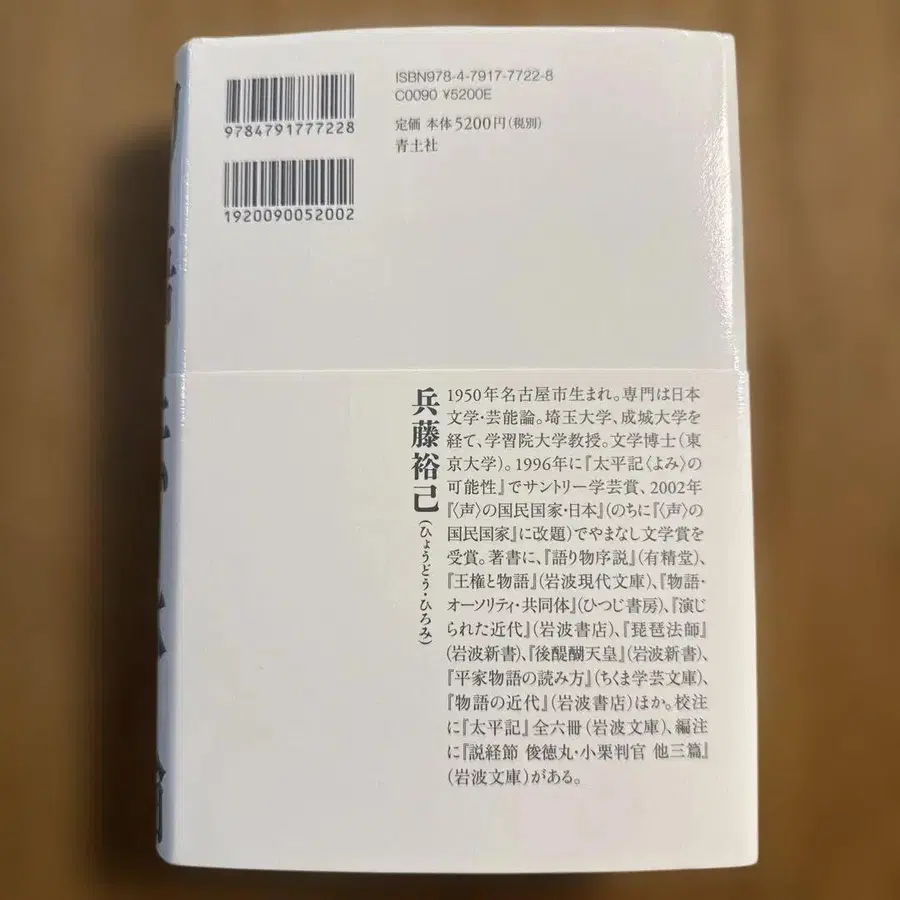 ISBN978-4-7917-7722-8
C0090 ¥5200E
定価 本体5200円(税別)
青土社
9784791777228
1920090052002
兵藤裕己(ひょうどう・ひろみ)
1950年名古屋市生まれ。専門は日本
文学・芸能論。埼玉大学、成城大学を
経て、学習院大学教授。文学博士(東
京大学)。1996年に『太平記〈よみ〉の
可能性』でサントリー学芸賞、2002年
『〈声〉の国民国家・日本』(のちに『〈声〉の
国民国家』に改題)でやまなし文学賞を
受賞。著書に、『語り物序説』(有精堂)、
『王権と物語』(岩波現代文庫)、『物語・
オーソリティ・共同体』(ひつじ書房)、『演じ
られた近代』(岩波書店)、『琵琶法師』
(岩波新書)、『後醍醐天皇』(岩波新書)、
『平家物語の読み方』(ちくま学芸文庫)、
『物語の近代』(岩波書店)ほか。校注
に『太平記』全六冊(岩波文庫)、編注
に『説経節 俊徳丸・小栗判官 他三篇』
(岩波文庫)がある。